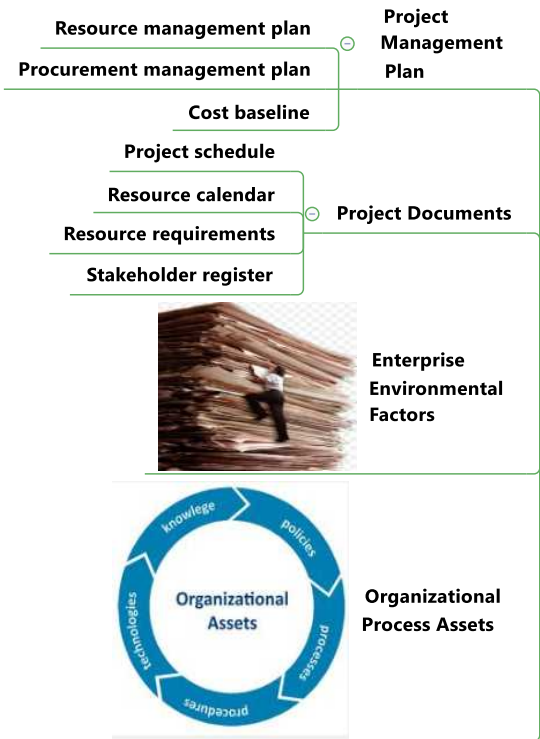 Resource management plan
Procurement management plan
Cost baseline
Project
Management
Plan
Project schedule
Resource calendar
Resource requirements
Stakeholder register
Project Documents
Enterprise
Environmental
Factors
knowlege
policies
processes
procedures
technologies
Organizational
Assets
Organizational
Process Assets